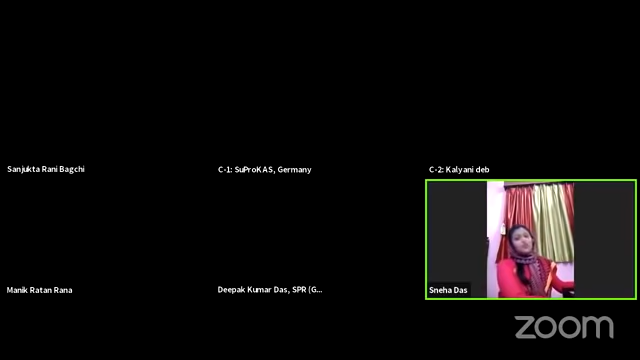 Sanjukta Rani Bagchi
C-1: SuProKAS, Germany
C-2: Kalyani deb
Manik Ratan Rana
Deepak Kumar Das, SPR (G...
Sneha Das
zoom